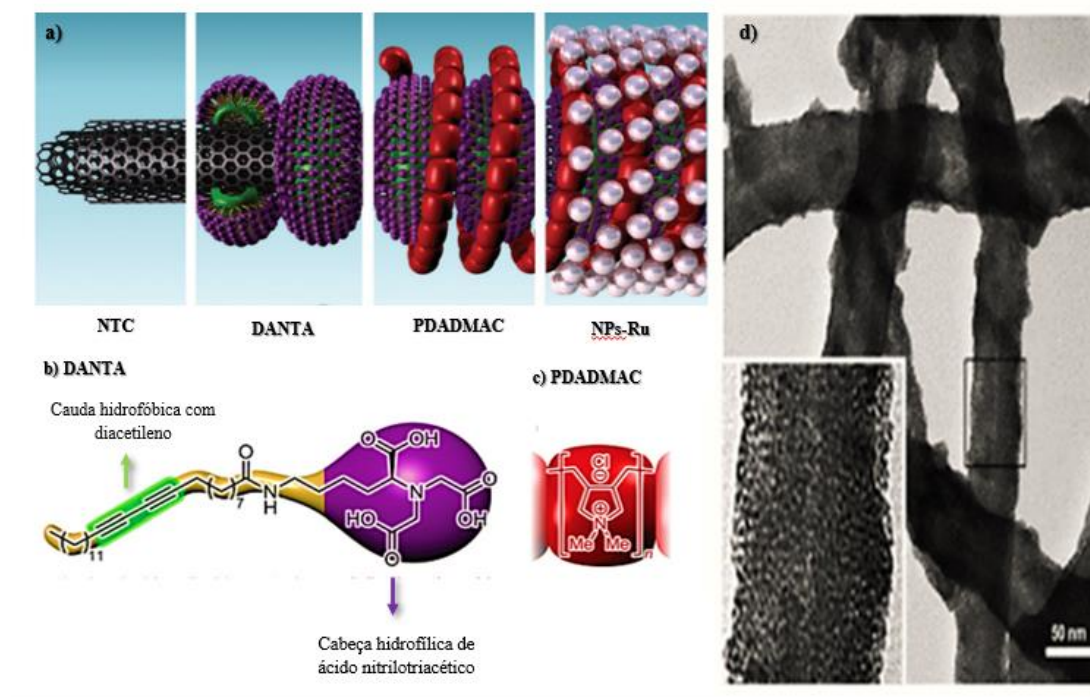 a)
NTC
DANTA
PDADMAC
NPs-Ru
b) DANTA
Cauda hidrofóbica com
diacetileno
O
OH
O
O
N
H
7
11
N
O
OH
HO
O
Cabeça hidrofílica de
ácido nitrilotriacético
c) PDADMAC
Cl
⊖
⊕
N
Me Me
n
d)
50 nm